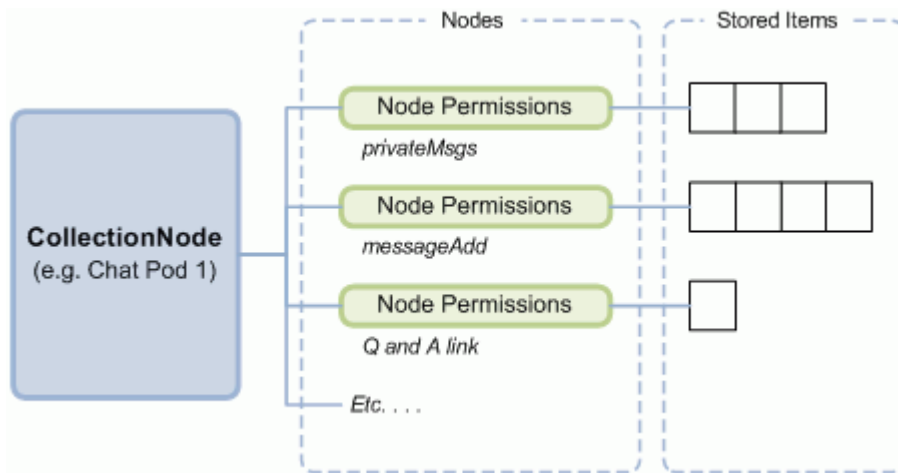 Nodes
Stored Items
CollectionNode
(e.g. Chat Pod 1)
Node Permissions
privateMsgs
Node Permissions
messageAdd
Node Permissions
Q and A link
Etc. . . .